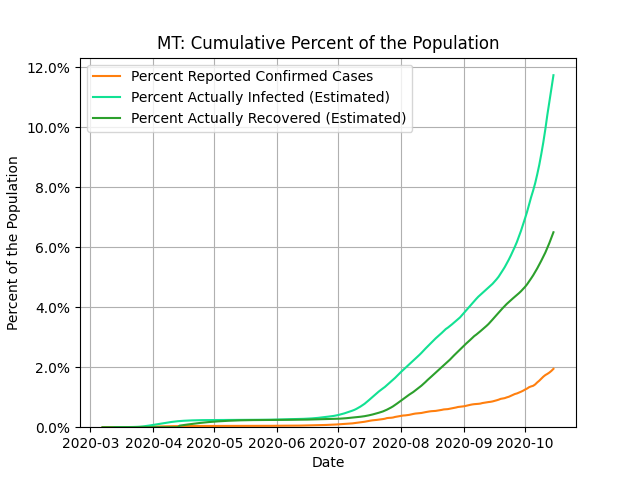 MT: Cumulative Percent of the Population
Percent Reported Confirmed Cases
Percent Actually Infected (Estimated)
Percent Actually Recovered (Estimated)
12.0%
10.0%
8.0%
6.0%
4.0%
2.0%
0.0%
Percent of the Population
2020-03 2020-04 2020-05 2020-06 2020-07 2020-08 2020-09 2020-10
Date